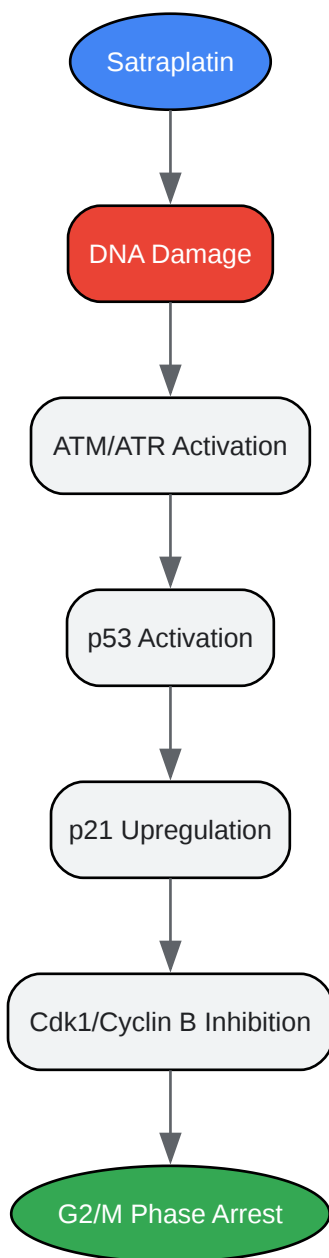 Satraplatin
DNA Damage
ATM/ATR Activation
p53 Activation
p21 Upregulation
Cdk1/Cyclin B Inhibition
G2/M Phase Arrest